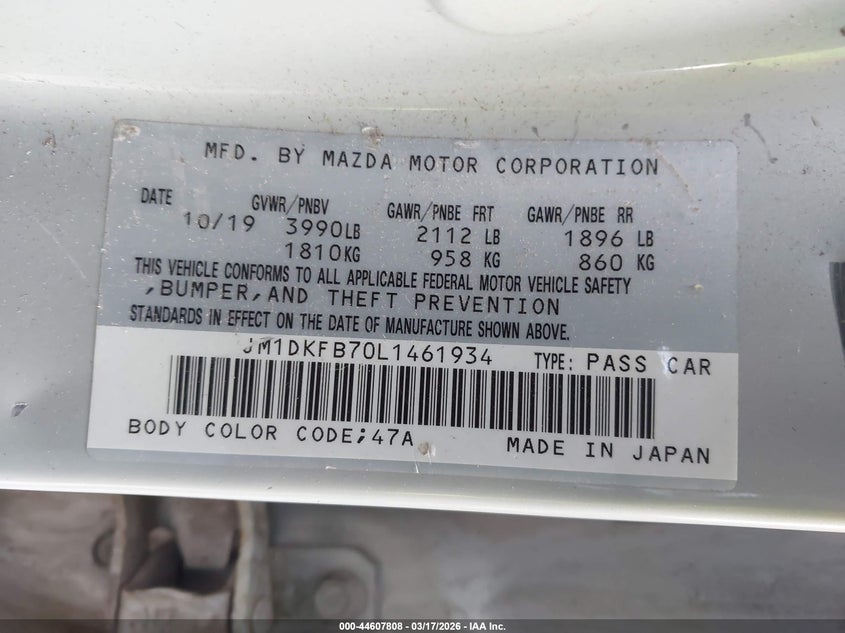 MFD. BY MAZDA MOTOR CORPORATION
DATE GVWR/PNBV GAWR/PNBE FRT GAWR/PNBE RR
10/19 3990LB 2112 LB 1896 LB
1810KG 958 KG 860 KG
THIS VEHICLE CONFORMS TO ALL APPLICABLE FEDERAL MOTOR VEHICLE SAFETY
,BUMPER,AND THEFT PREVENTION
STANDARDS IN EFFECT ON THE DATE OF MANUFACTURE SHOWN ABOVE.
JM1DKFB70L1461934 TYPE: PASS CAR
BODY COLOR CODE;47A MADE IN JAPAN
000-44607808 - 03/17/2026 - IAA Inc.